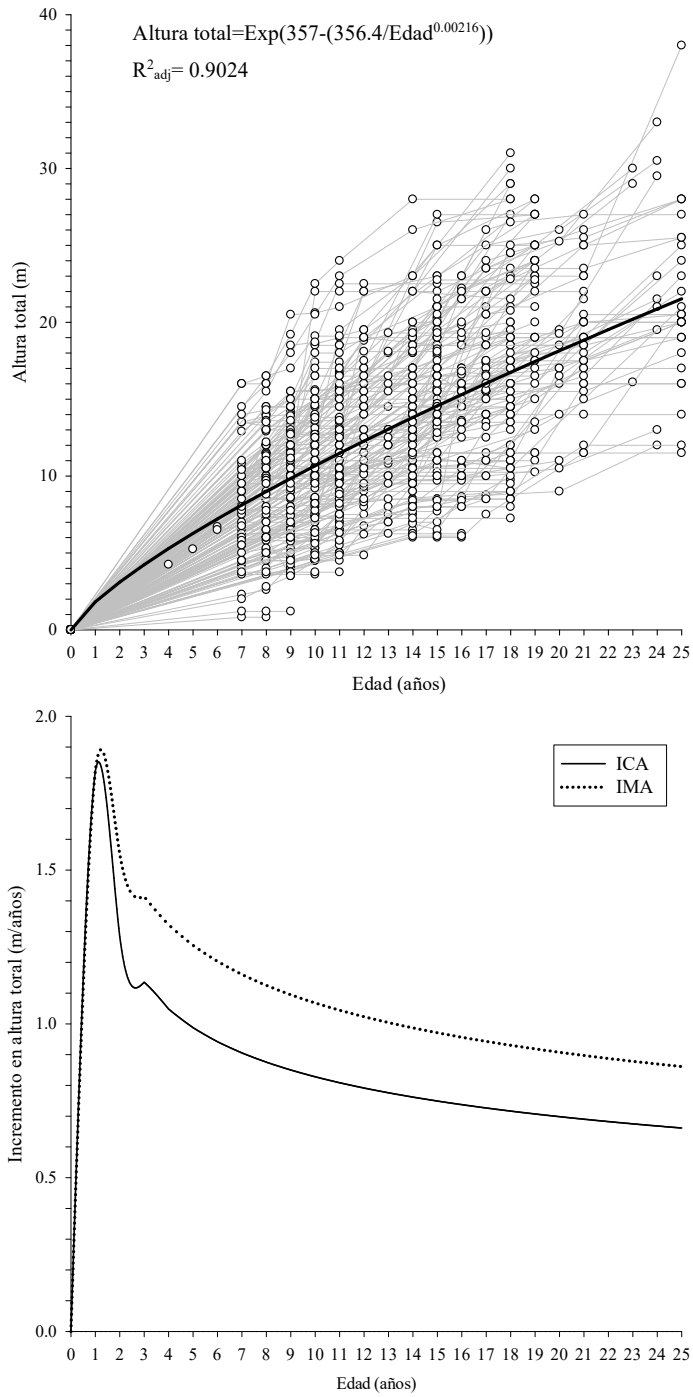 Altura total=Exp(357-(356.4/Edad^0.00216))
R²adj= 0.9024
40
30
20
10
0
Altura total (m)
0 1 2 3 4 5 6 7 8 9 10 11 12 13 14 15 16 17 18 19 20 21 22 23 24 25
Edad (años)
2.0
1.5
1.0
0.5
0.0
Incremento en altura toral (m/años)
ICA
IMA
0 1 2 3 4 5 6 7 8 9 10 11 12 13 14 15 16 17 18 19 20 21 22 23 24 25
Edad (años)